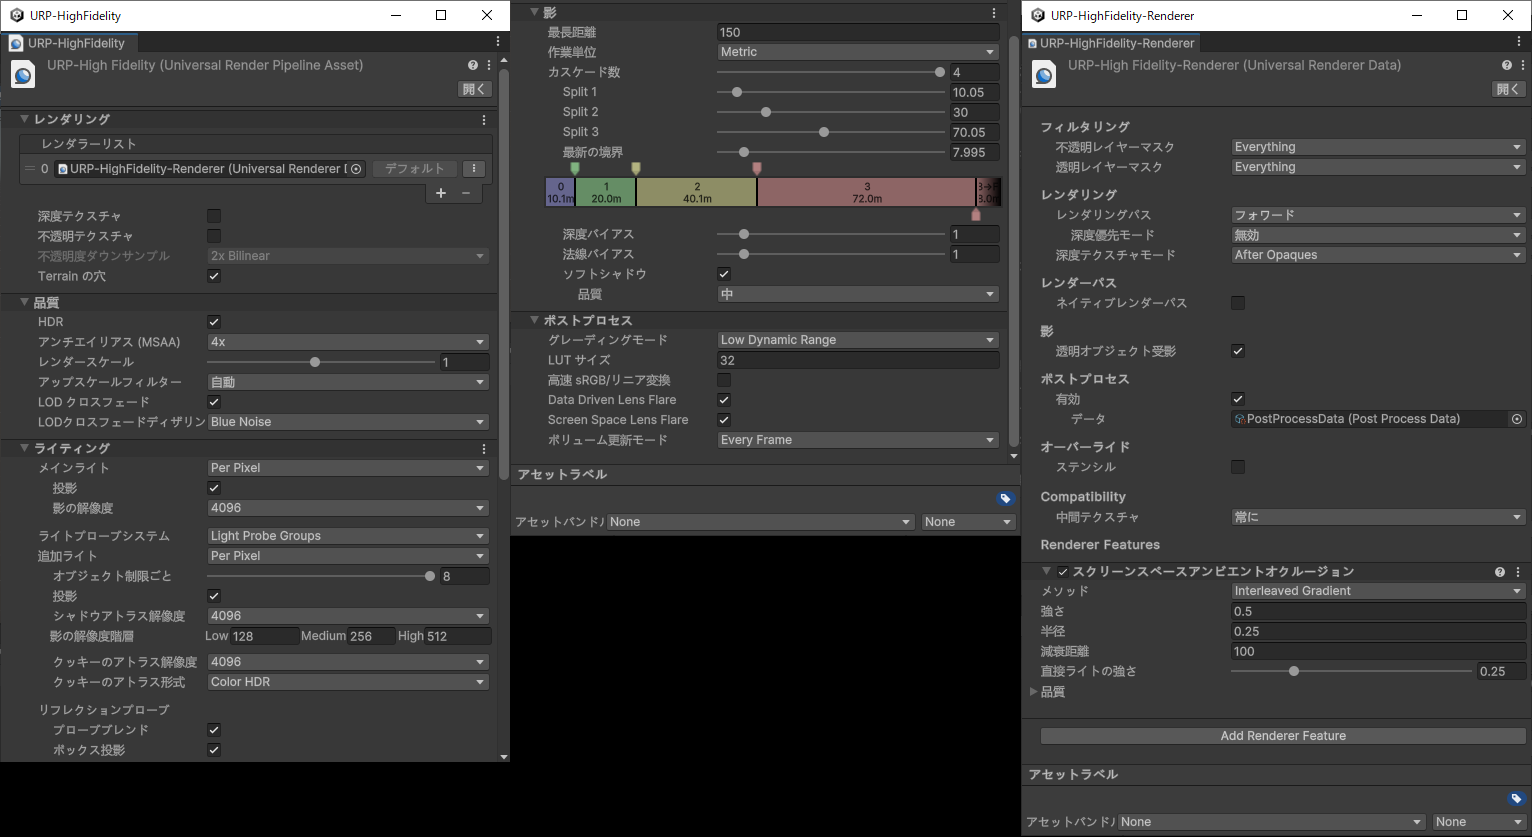 URP-HighFidelity
URP-HighFidelity
URP-High Fidelity (Universal Render Pipeline Asset)
開く
レンダリング
レンダラーリスト
0 URP-HighFidelity-Renderer (Universal Renderer D デフォルト
深度テクスチャ
不透明テクスチャ
不透明度ダウンサンプル 2x Bilinear
Terrain の穴
品質
HDR
アンチエイリアス (MSAA) 4x
レンダースケール 1
アップスケールフィルター 自動
LOD クロスフェード
LODクロスフェードディザリン Blue Noise
ライティング
メインライト Per Pixel
投影
影の解像度 4096
ライトプローブシステム Light Probe Groups
追加ライト Per Pixel
オブジェクト制限ごと 8
投影
シャドウアトラス解像度 4096
影の解像度階層 Low 128 Medium 256 High 512
クッキーのアトラス解像度 4096
クッキーのアトラス形式 Color HDR
リフレクションプローブ
プローブブレンド
ボックス投影
影
最長距離 150
作業単位 Metric
カスケード数 4
Split 1 10.05
Split 2 30
Split 3 70.05
最新の境界 7.995
0 1 2 3 3→F
10.1m 20.0m 40.1m 72.0m 8.0m
深度バイアス 1
法線バイアス 1
ソフトシャドウ
品質 中
ポストプロセス
グレーディングモード Low Dynamic Range
LUT サイズ 32
高速 sRGB/リニア変換
Data Driven Lens Flare
Screen Space Lens Flare
ボリューム更新モード Every Frame
アセットラベル
アセットバンドル None None
URP-HighFidelity-Renderer
URP-HighFidelity-Renderer
URP-High Fidelity-Renderer (Universal Renderer Data)
開く
フィルタリング
不透明レイヤーマスク Everything
透明レイヤーマスク Everything
レンダリング
レンダリングパス フォワード
深度優先モード 無効
深度テクスチャモード After Opaques
レンダーパス
ネイティブレンダーパス
影
透明オブジェクト受影
ポストプロセス
有効
データ PostProcessData (Post Process Data)
オーバーライド
ステンシル
Compatibility
中間テクスチャ 常に
Renderer Features
スクリーンスペースアンビエントオクルージョン
メソッド Interleaved Gradient
強さ 0.5
半径 0.25
減衰距離 100
直接ライトの強さ 0.25
品質
Add Renderer Feature
アセットラベル
アセットバンドル None None